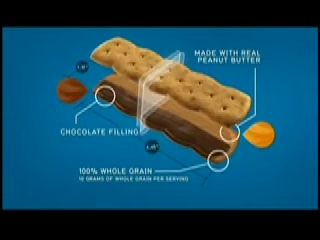 MADE WITH REAL
PEANUT BUTTER
CHOCOLATE FILLING
100% WHOLE GRAIN
10 GRAMS OF WHOLE GRAIN PER SERVING